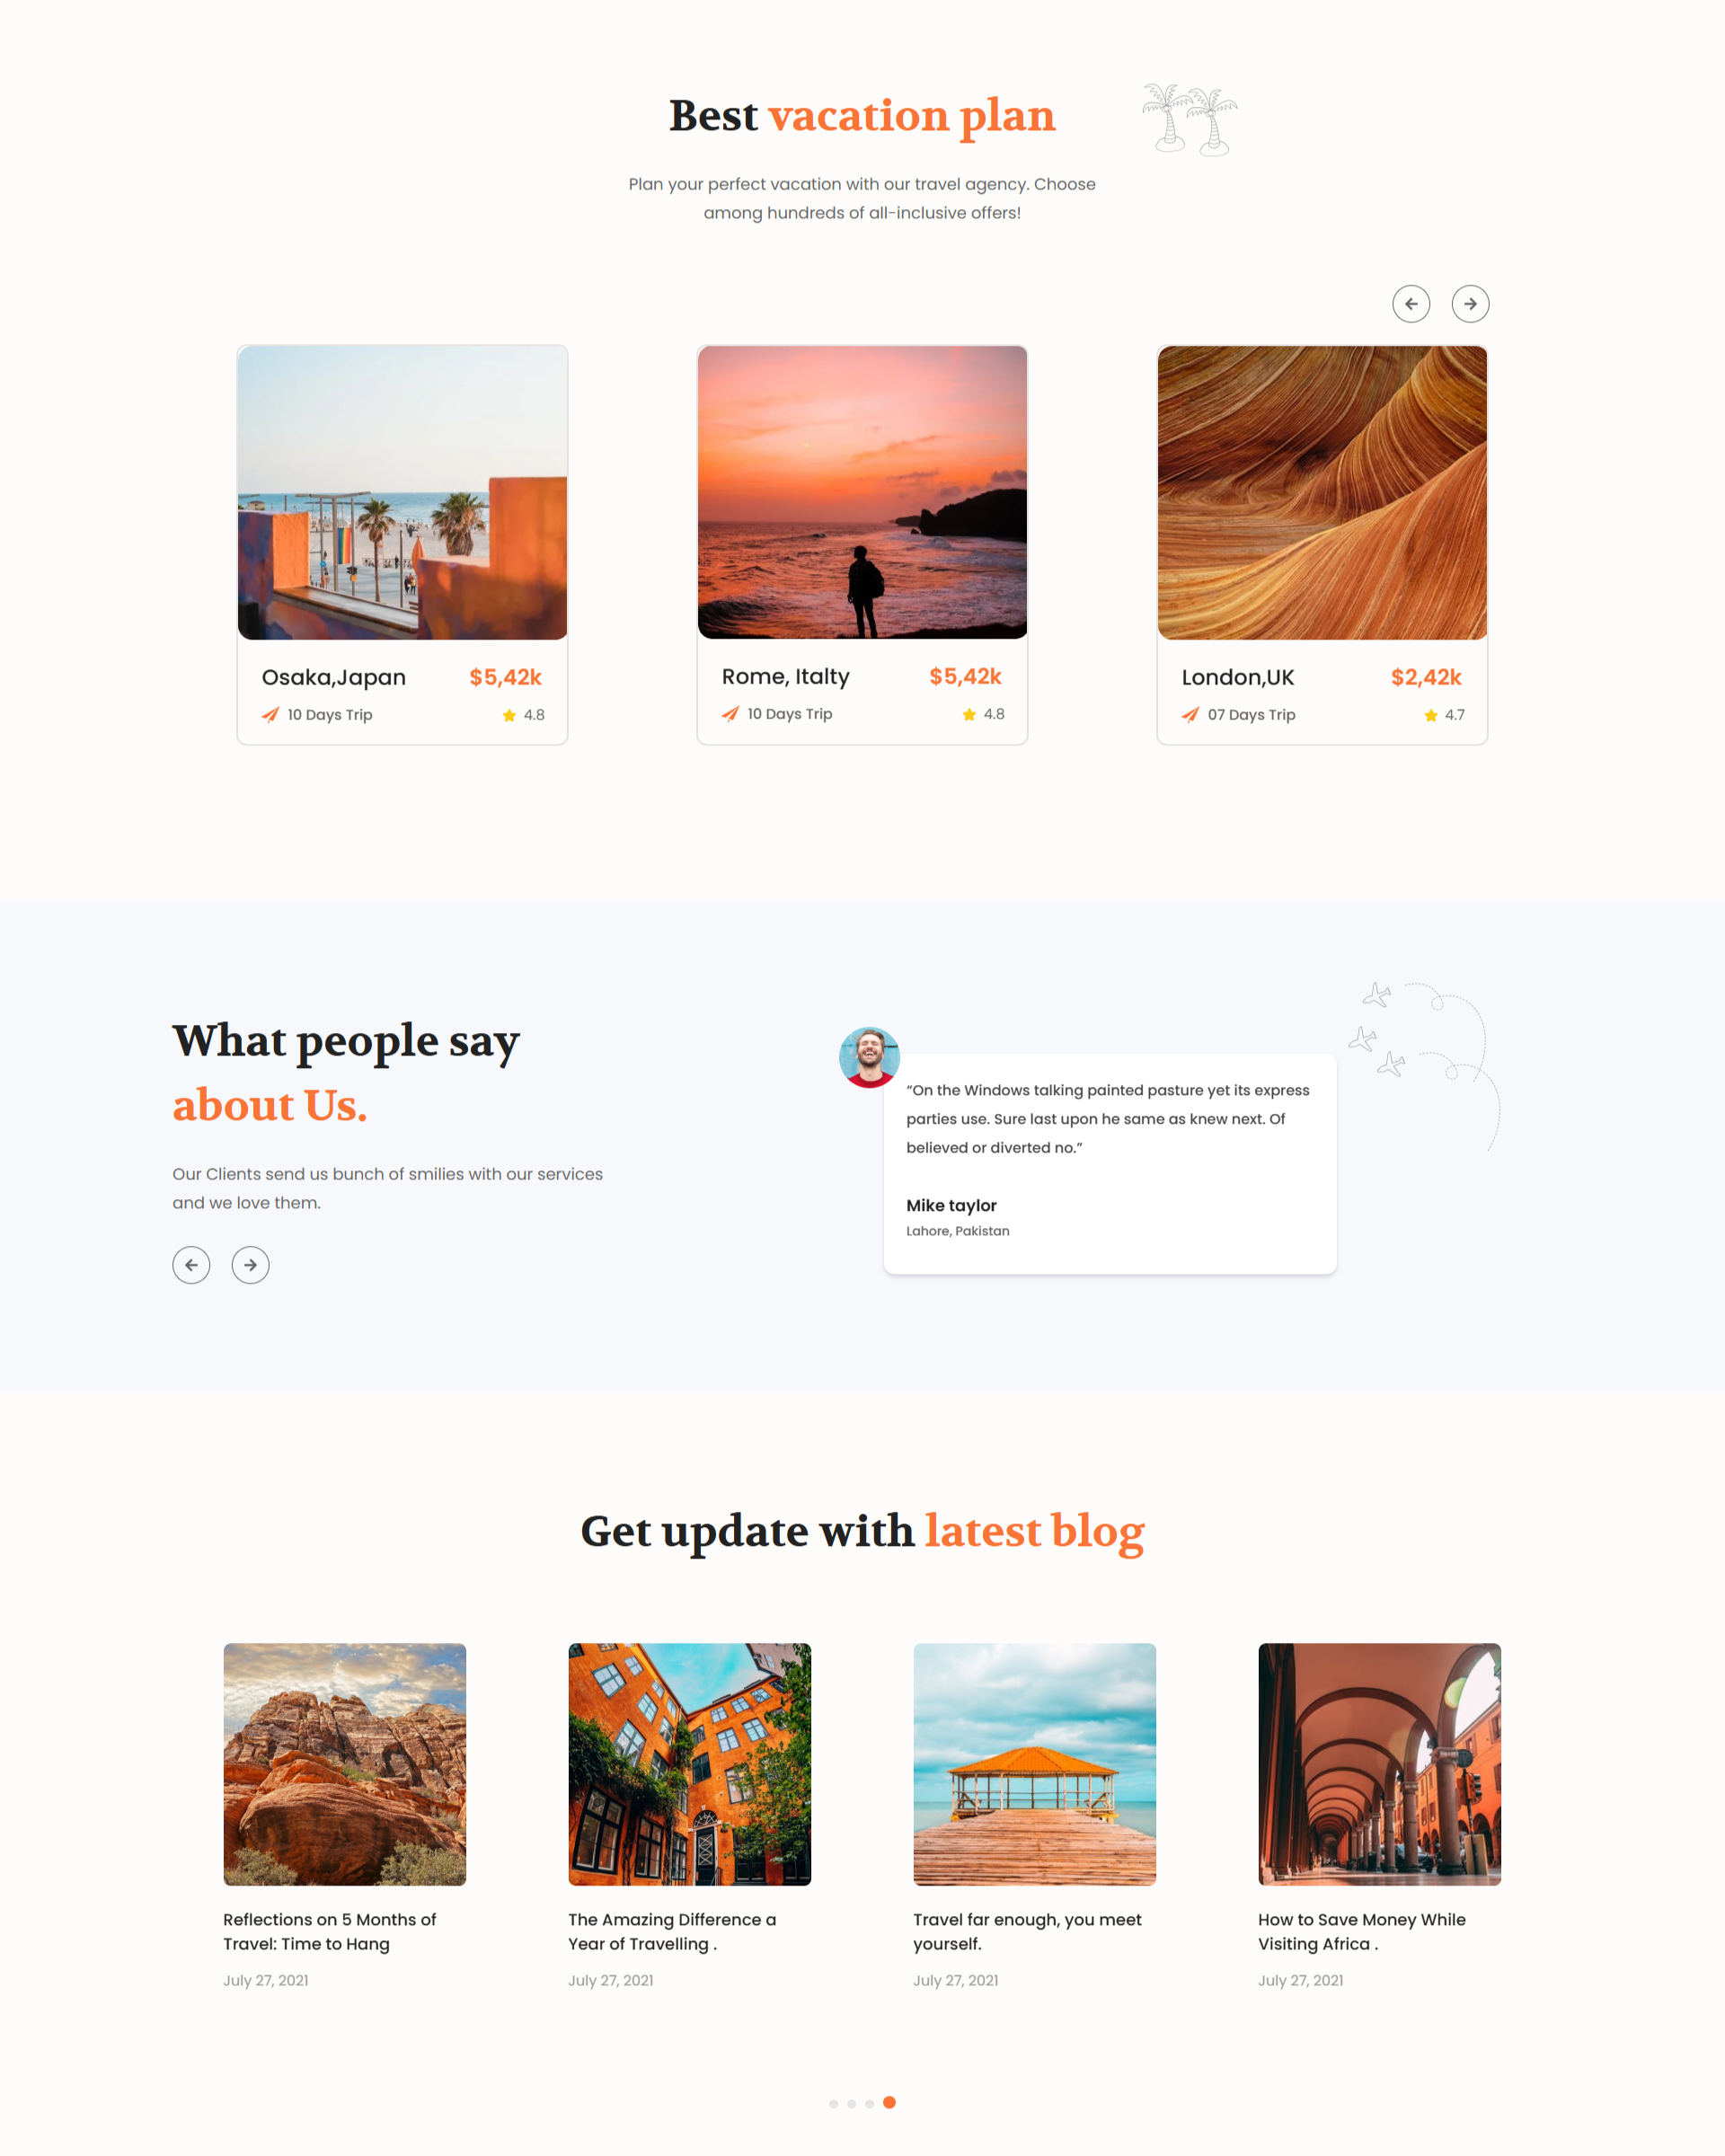 Best vacation plan
Plan your perfect vacation with our travel agency. Choose
among hundreds of all-inclusive offers!
Osaka,Japan $5,42k
10 Days Trip 4.8
Rome, Italty $5,42k
10 Days Trip 4.8
London,UK $2,42k
07 Days Trip 4.7
What people say
about Us.
Our Clients send us bunch of smilies with our services
and we love them.
“On the Windows talking painted pasture yet its express
parties use. Sure last upon he same as knew next. Of
believed or diverted no.”
Mike taylor
Lahore, Pakistan
Get update with latest blog
Reflections on 5 Months of
Travel: Time to Hang
July 27, 2021
The Amazing Difference a
Year of Travelling .
July 27, 2021
Travel far enough, you meet
yourself.
July 27, 2021
How to Save Money While
Visiting Africa .
July 27, 2021